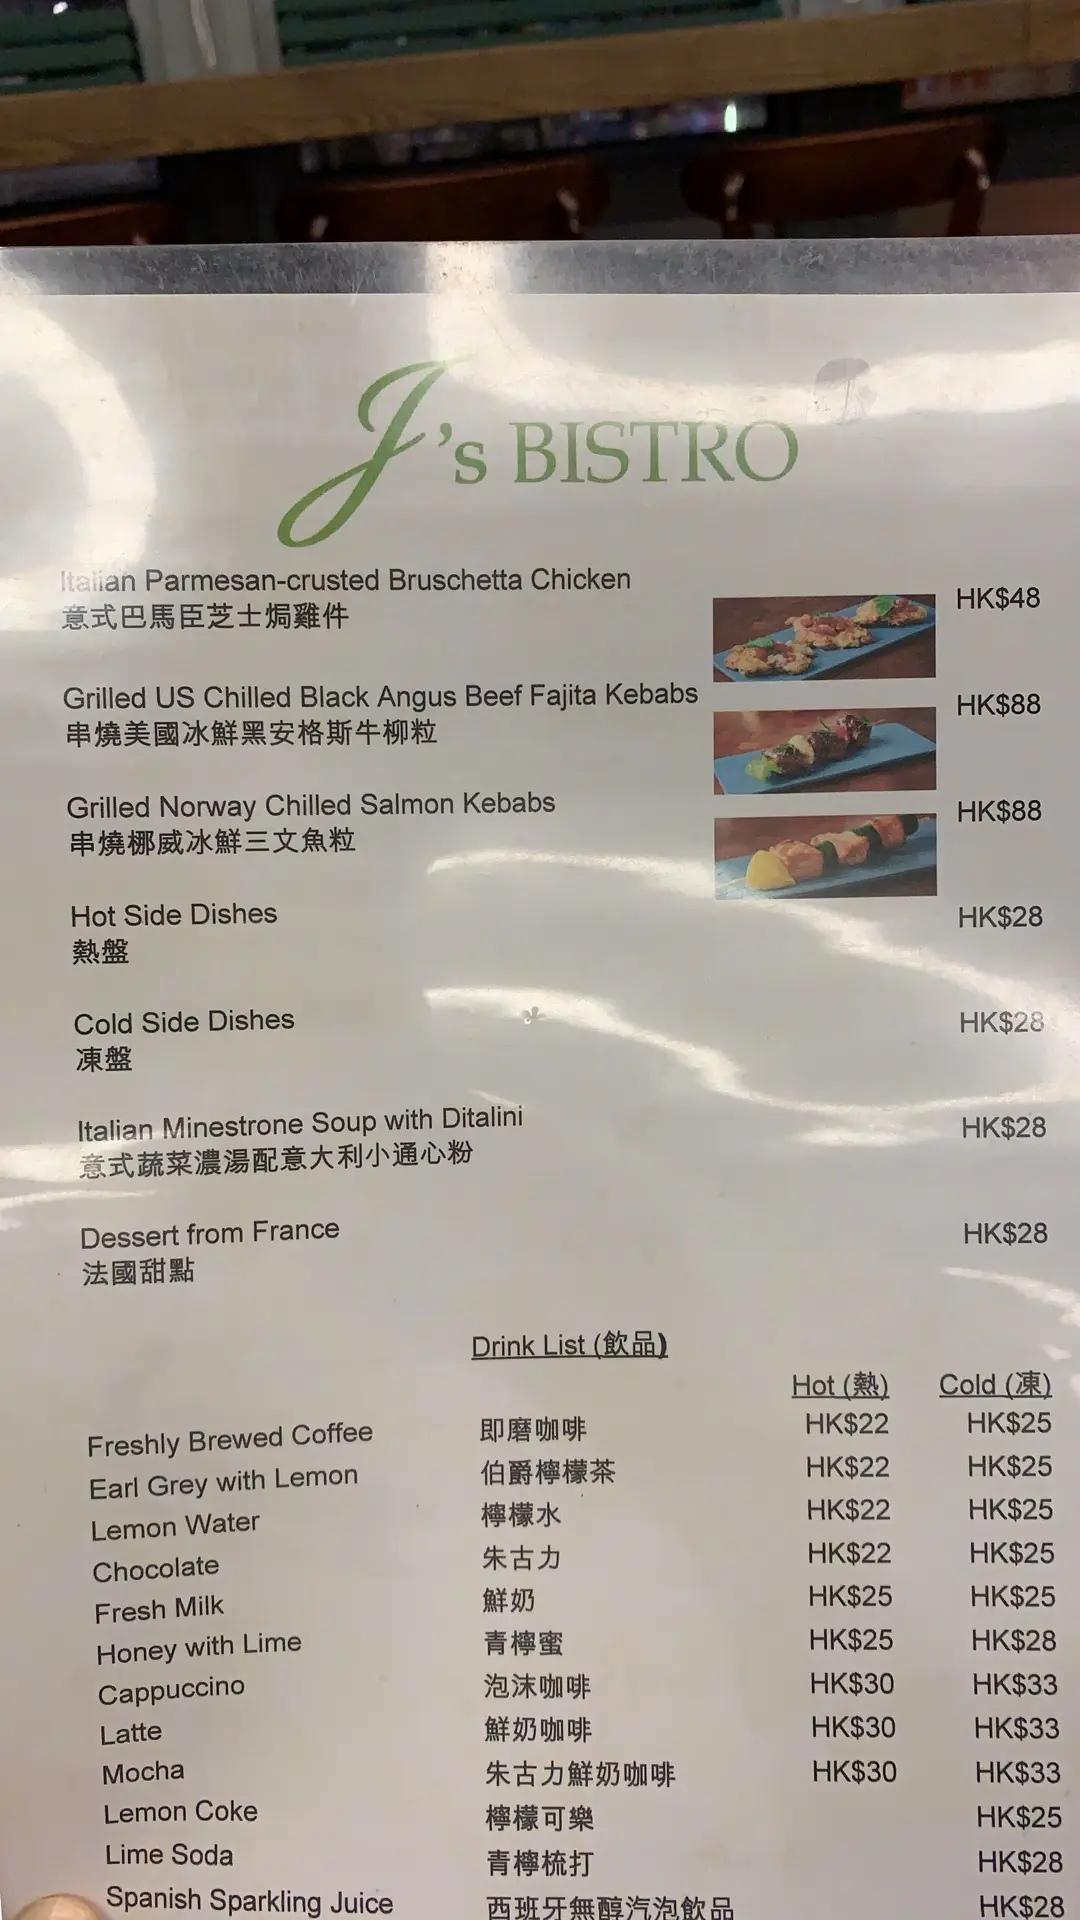 J's BISTRO
Italian Parmesan-crusted Bruschetta Chicken
意式巴馬臣芝士焗雞件
HK$48
Grilled US Chilled Black Angus Beef Fajita Kebabs
串燒美國冰鮮黑安格斯牛柳粒
HK$88
Grilled Norway Chilled Salmon Kebabs
串燒挪威冰鮮三文魚粒
HK$88
Hot Side Dishes
熱盤
HK$28
Cold Side Dishes
凍盤
HK$28
Italian Minestrone Soup with Ditalini
意式蔬菜濃湯配意大利小通心粉
HK$28
Dessert from France
法國甜點
HK$28
Drink List (飲品)
Hot (熱) Cold (凍)
Freshly Brewed Coffee 即磨咖啡 HK$22 HK$25
Earl Grey with Lemon 伯爵檸檬茶 HK$22 HK$25
Lemon Water 檸檬水 HK$22 HK$25
Chocolate 朱古力 HK$22 HK$25
Fresh Milk 鮮奶 HK$25 HK$25
Honey with Lime 青檸蜜 HK$25 HK$28
Cappuccino 泡沫咖啡 HK$30 HK$33
Latte 鮮奶咖啡 HK$30 HK$33
Mocha 朱古力鮮奶咖啡 HK$30 HK$33
Lemon Coke 檸檬可樂 HK$25
Lime Soda 青檸梳打 HK$28
Spanish Sparkling Juice 西班牙無醇汽泡飲品 HK$28